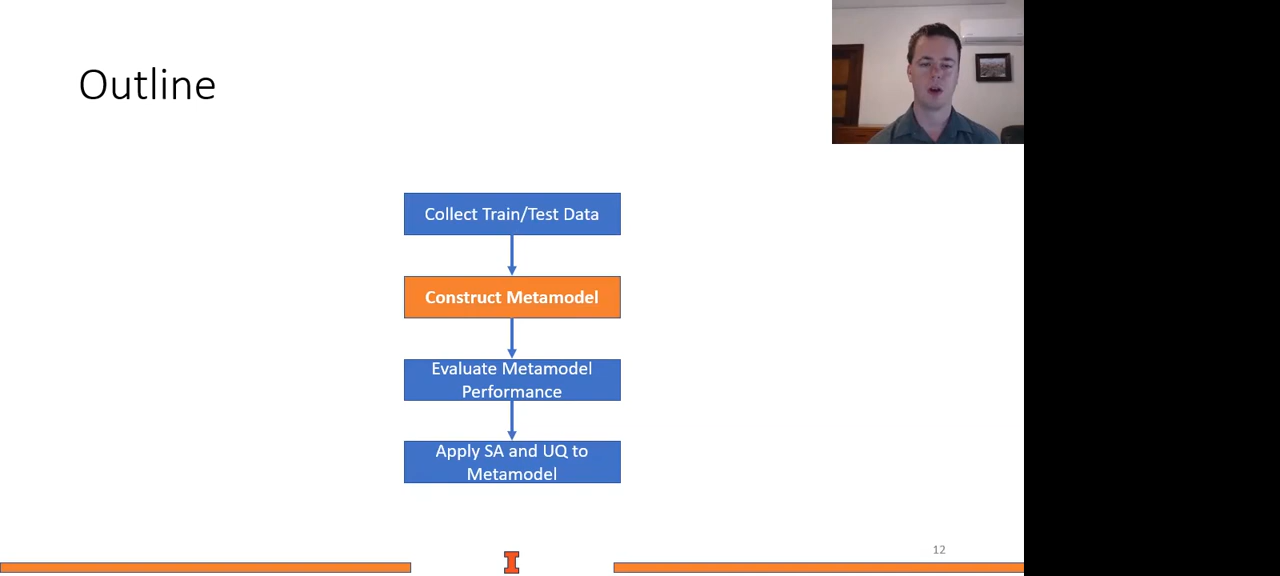 Outline
Collect Train/Test Data
Construct Metamodel
Evaluate Metamodel
Performance
Apply SA and UQ to
Metamodel
12
I